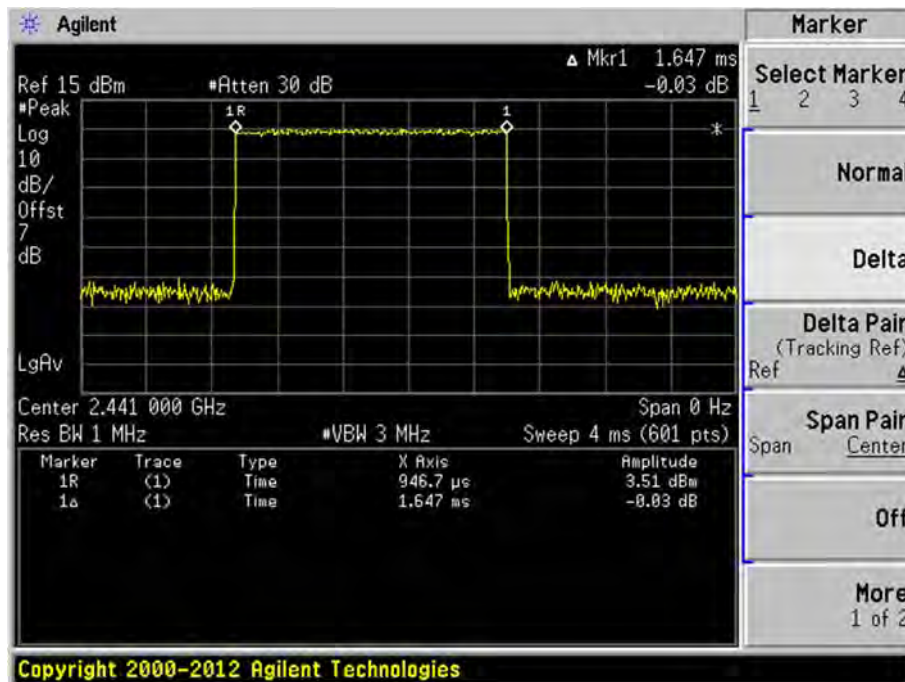 Agilent
Marker
Δ Mkr1 1.647 ms
Ref 15 dBm #Atten 30 dB -0.03 dB
Select Marker
1 2 3 4
#Peak
Log
10
dB/
Offst
7
dB
1R
1
*
Norma
Delta
Delta Pair
(Tracking Ref)
Ref Δ
LgAv
Center 2.441 000 GHz Span 0 Hz
Res BW 1 MHz #VBW 3 MHz Sweep 4 ms (601 pts)
Span Pair
Span Center
Marker Trace Type X Axis Amplitude
1R (1) Time 946.7 µs 3.51 dBm
1Δ (1) Time 1.647 ms -0.03 dB
Off
More
1 of 2
Copyright 2000-2012 Agilent Technologies